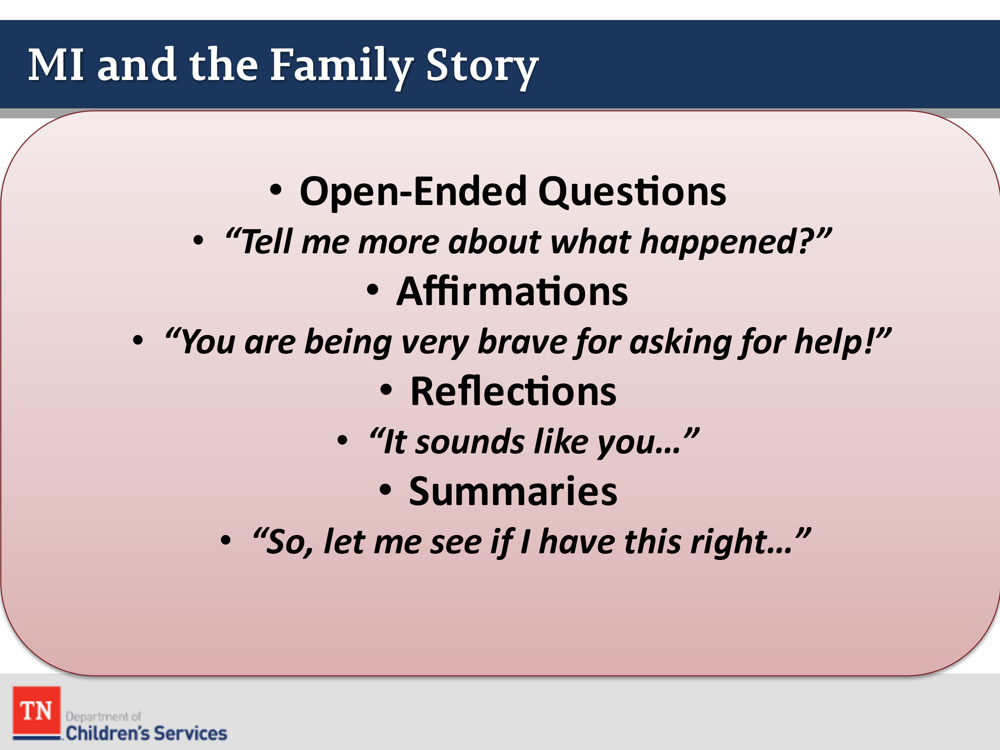 MI and the Family Story
• Open-Ended Questions
• “Tell me more about what happened?”
• Affirmations
• “You are being very brave for asking for help!”
• Reflections
• “It sounds like you…”
• Summaries
• “So, let me see if I have this right…”
TN
Department of
Children's Services